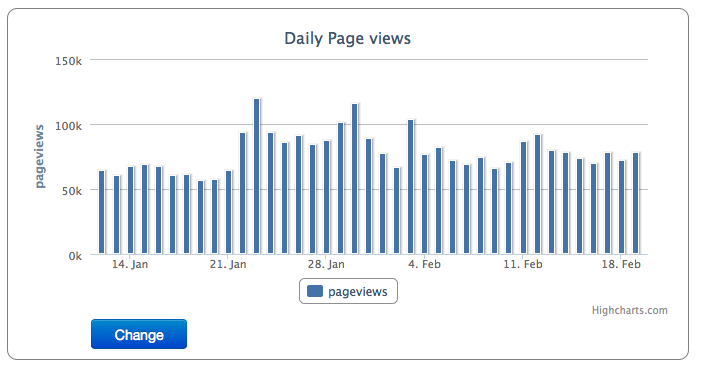 Daily Page views
150k
100k
50k
0k
pageviews
14. Jan 21. Jan 28. Jan 4. Feb 11. Feb 18. Feb
pageviews
Highcharts.com
Change